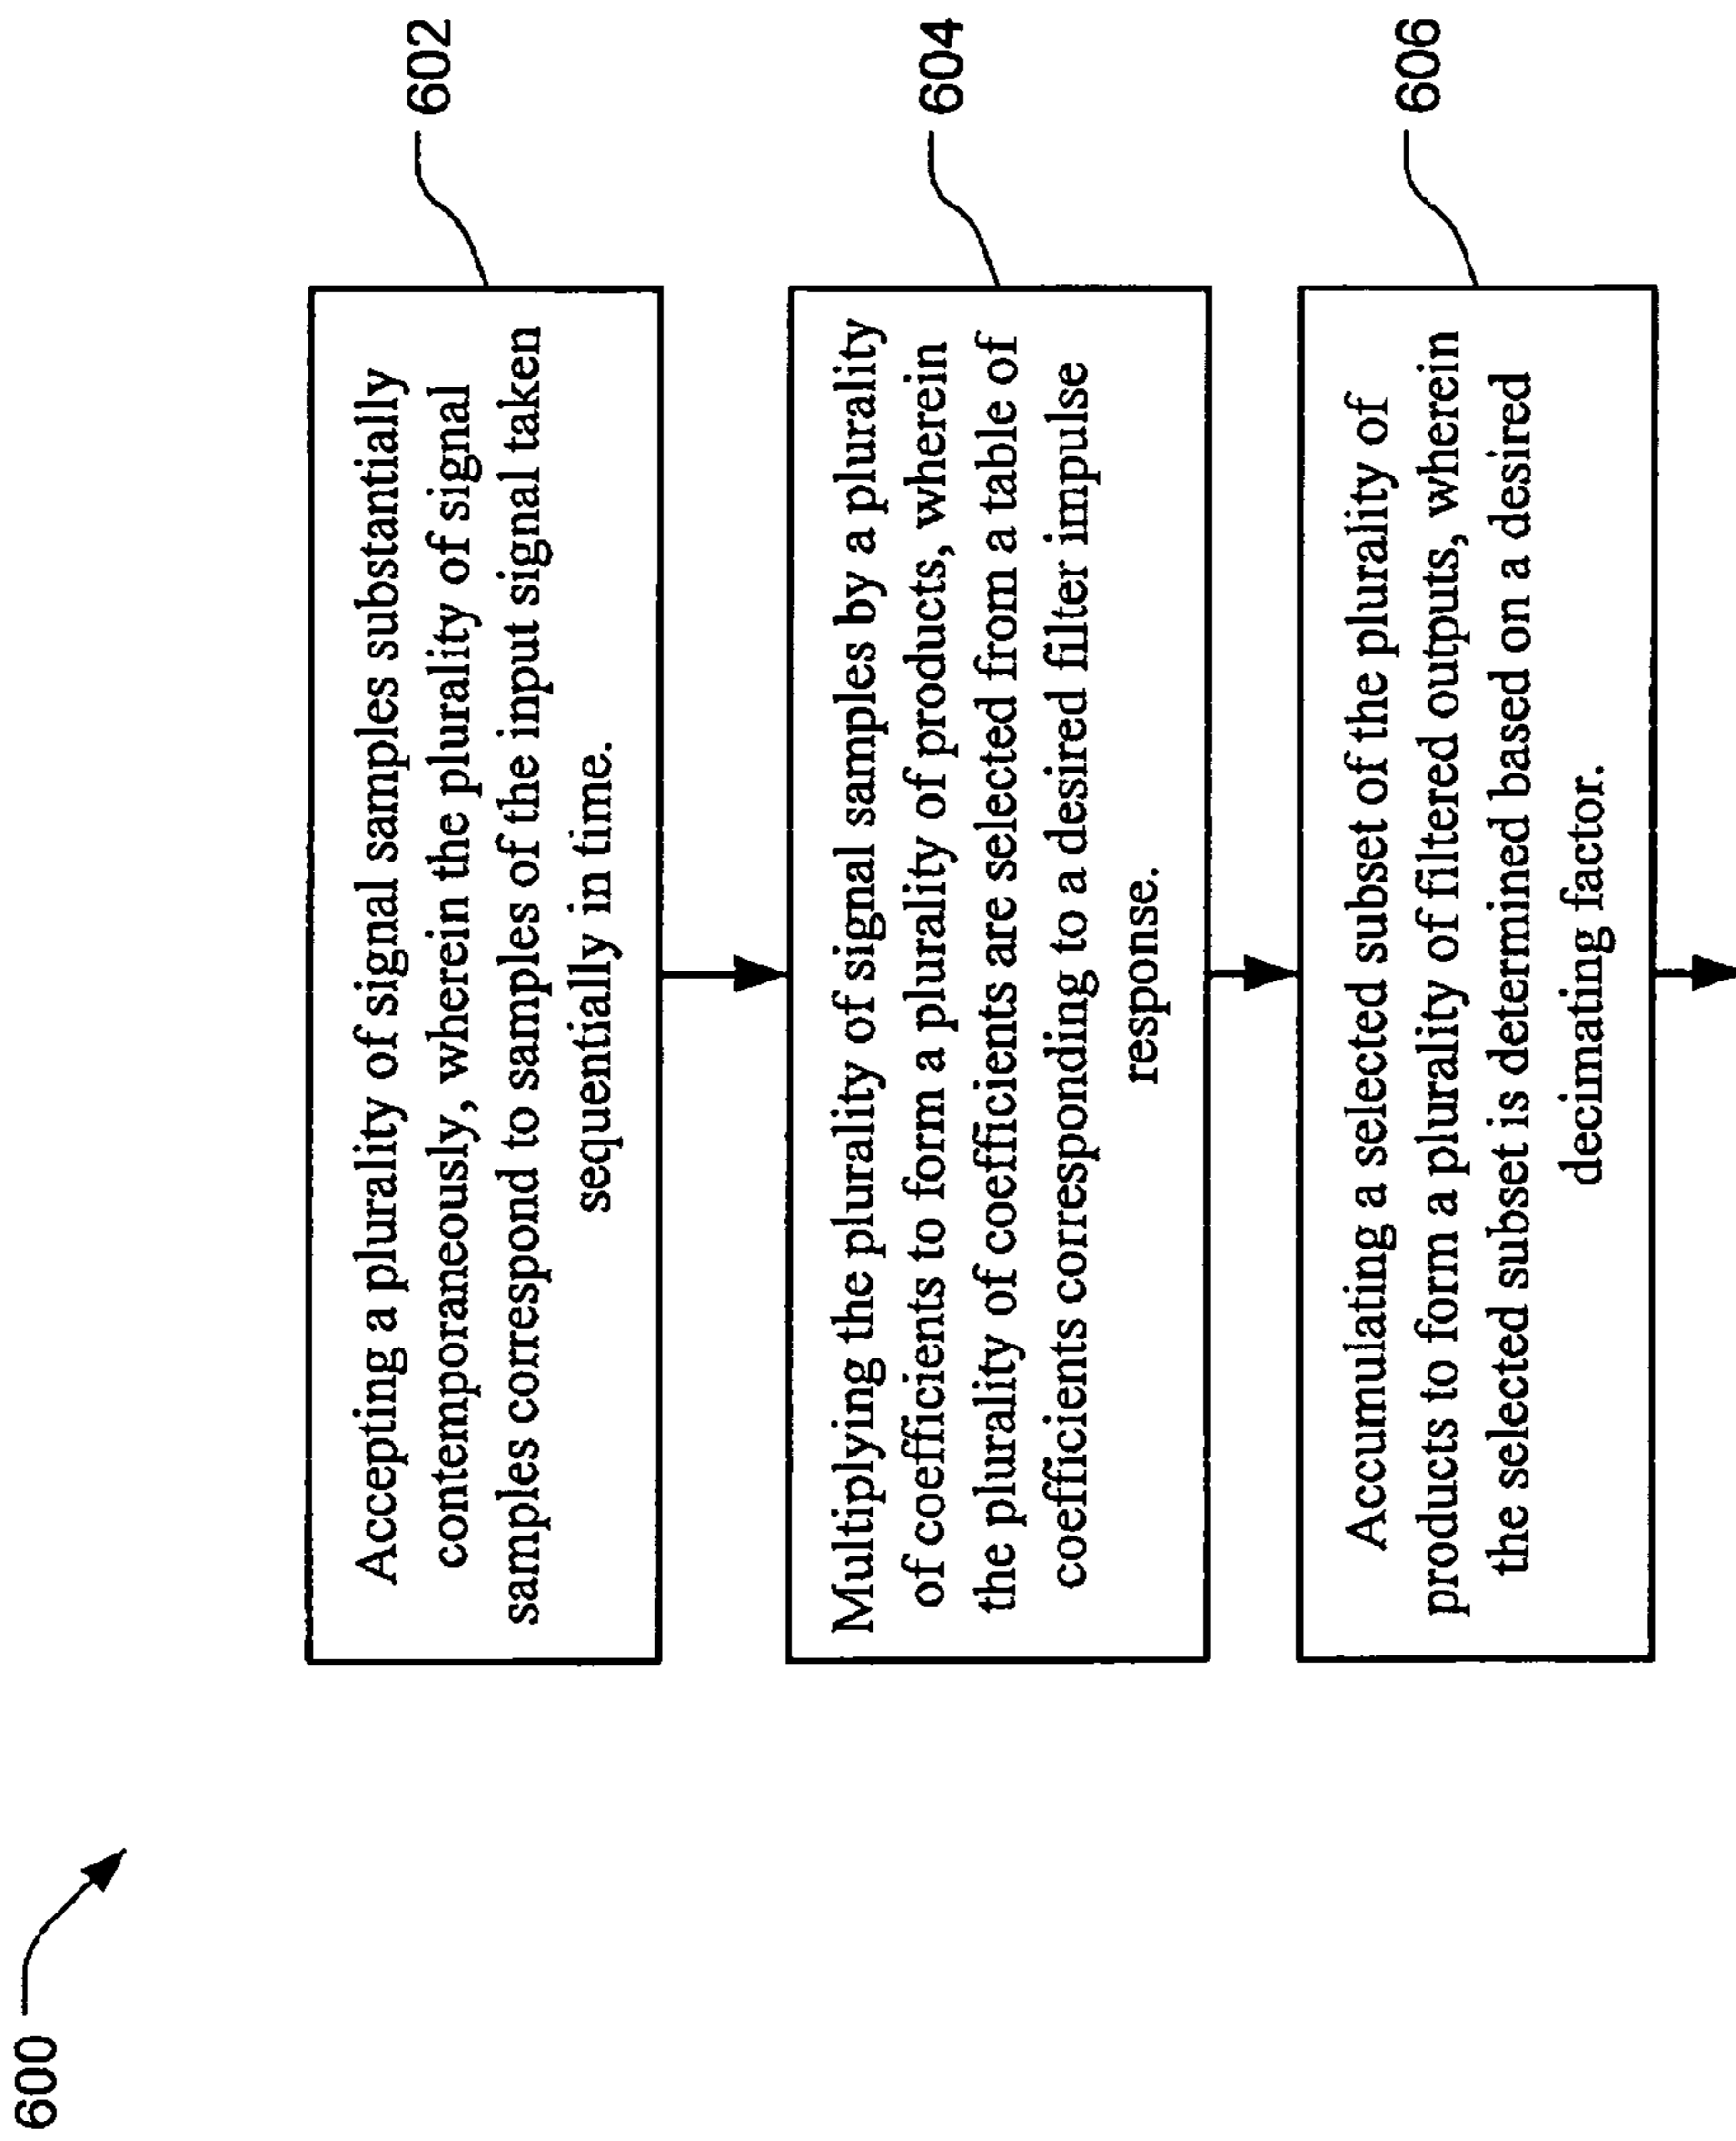 600
Accepting a plurality of signal samples substantially
contemporaneously, wherein the plurality of signal
samples correspond to samples of the input signal taken
sequentially in time.
602
Multiplying the plurality of signal samples by a plurality
of coefficients to form a plurality of products, wherein
the plurality of coefficients are selected from a table of
coefficients corresponding to a desired filter impulse
response.
604
Accumulating a selected subset of the plurality of
products to form a plurality of filtered outputs, wherein
the selected subset is determined based on a desired
decimating factor.
606